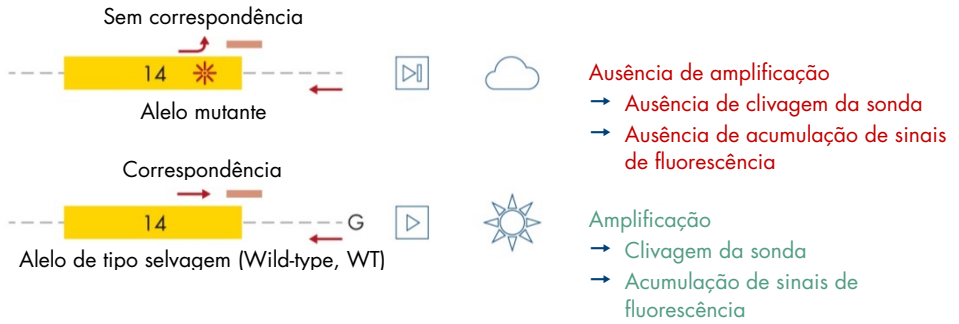 Sem correspondência
14
Alelo mutante
Ausência de amplificação
→ Ausência de clivagem da sonda
→ Ausência de acumulação de sinais
de fluorescência
Correspondência
14
G
Alelo de tipo selvagem (Wild-type, WT)
Amplificação
→ Clivagem da sonda
→ Acumulação de sinais de
fluorescência